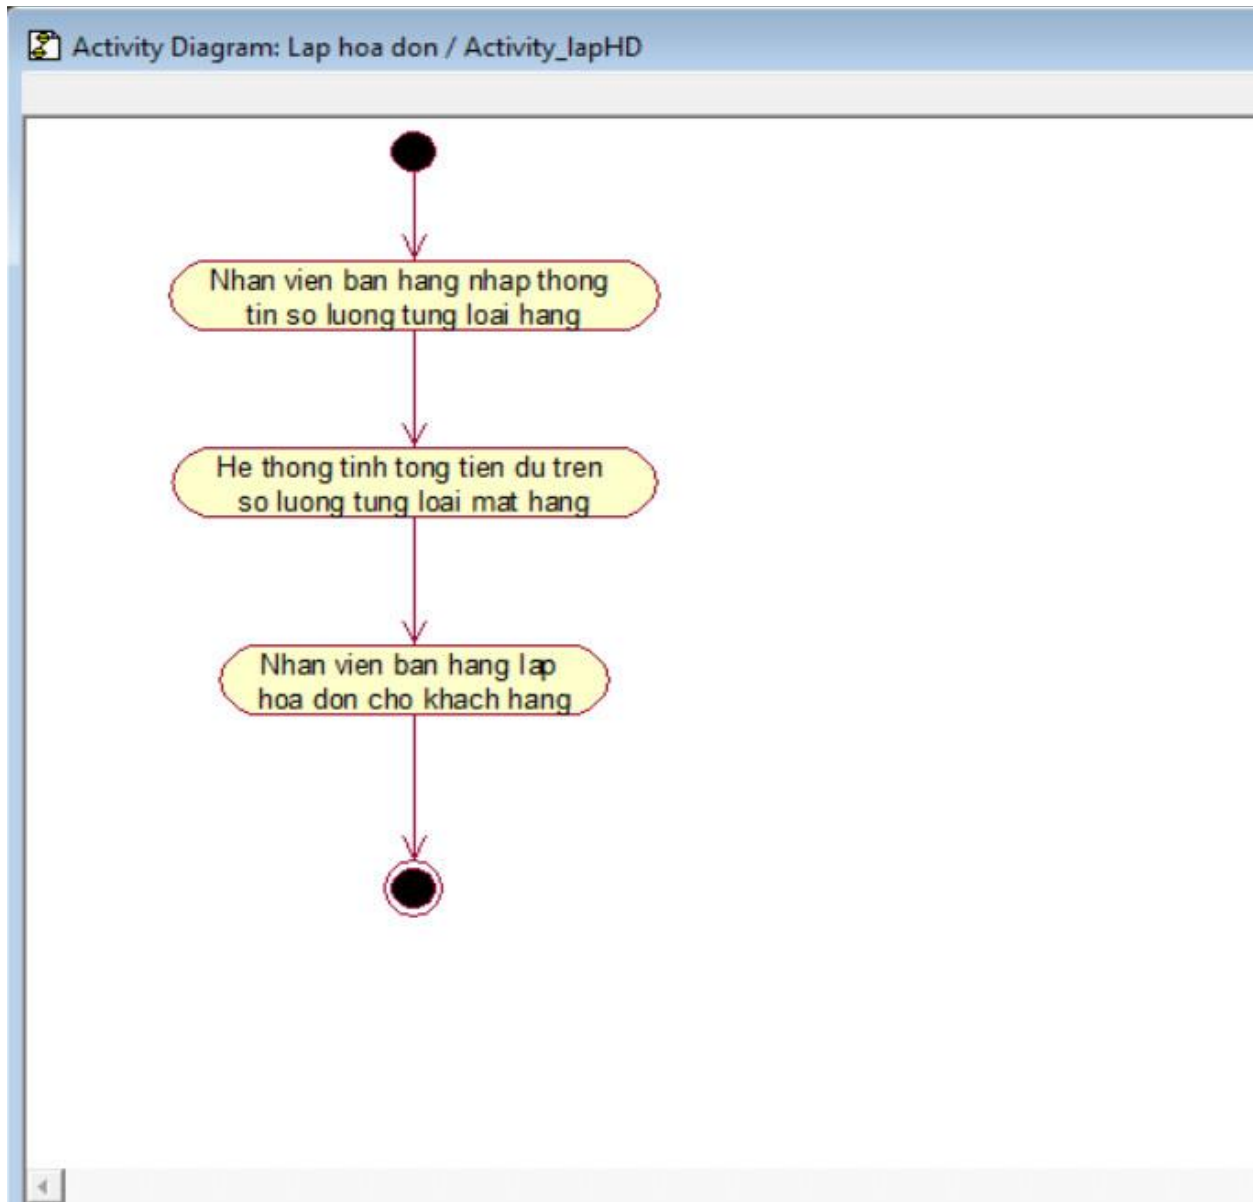 Activity Diagram: Lap hoa don / Activity_lapHD
Nhan vien ban hang nhap thong
tin so luong tung loai hang
He thong tinh tong tien du tren
so luong tung loai mat hang
Nhan vien ban hang lap
hoa don cho khach hang